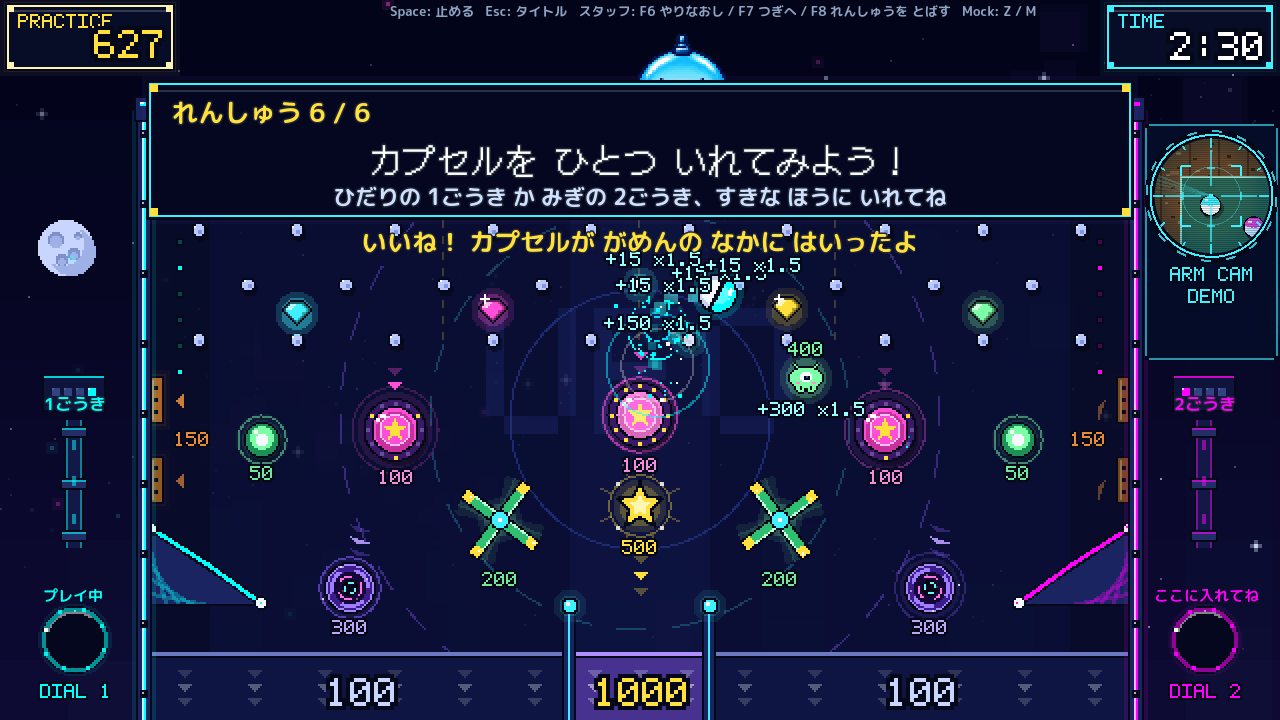 Space: 止める Esc: タイトル スタッフ: F6 やりなおし / F7 つぎへ / F8 れんしゅうを とばす Mock: Z / M
PRACTICE
627
TIME
2:30
れんしゅう 6 / 6
カプセルを ひとつ いれてみよう！
ひだりの 1ごうき か みぎの 2ごうき、すきな ほうに いれてね
いいね！ カプセルが がめんの なかに はいったよ
+15 x1.5
+15 x1.5
+15 x1.5
+150 x1.5
ARM CAM
DEMO
400
+300 x1.5
1ごうき
2ごうき
150
50
100
100
100
50
150
500
200
200
プレイ中
ここに入れてね
300
300
DIAL 1
100
1000
100
DIAL 2